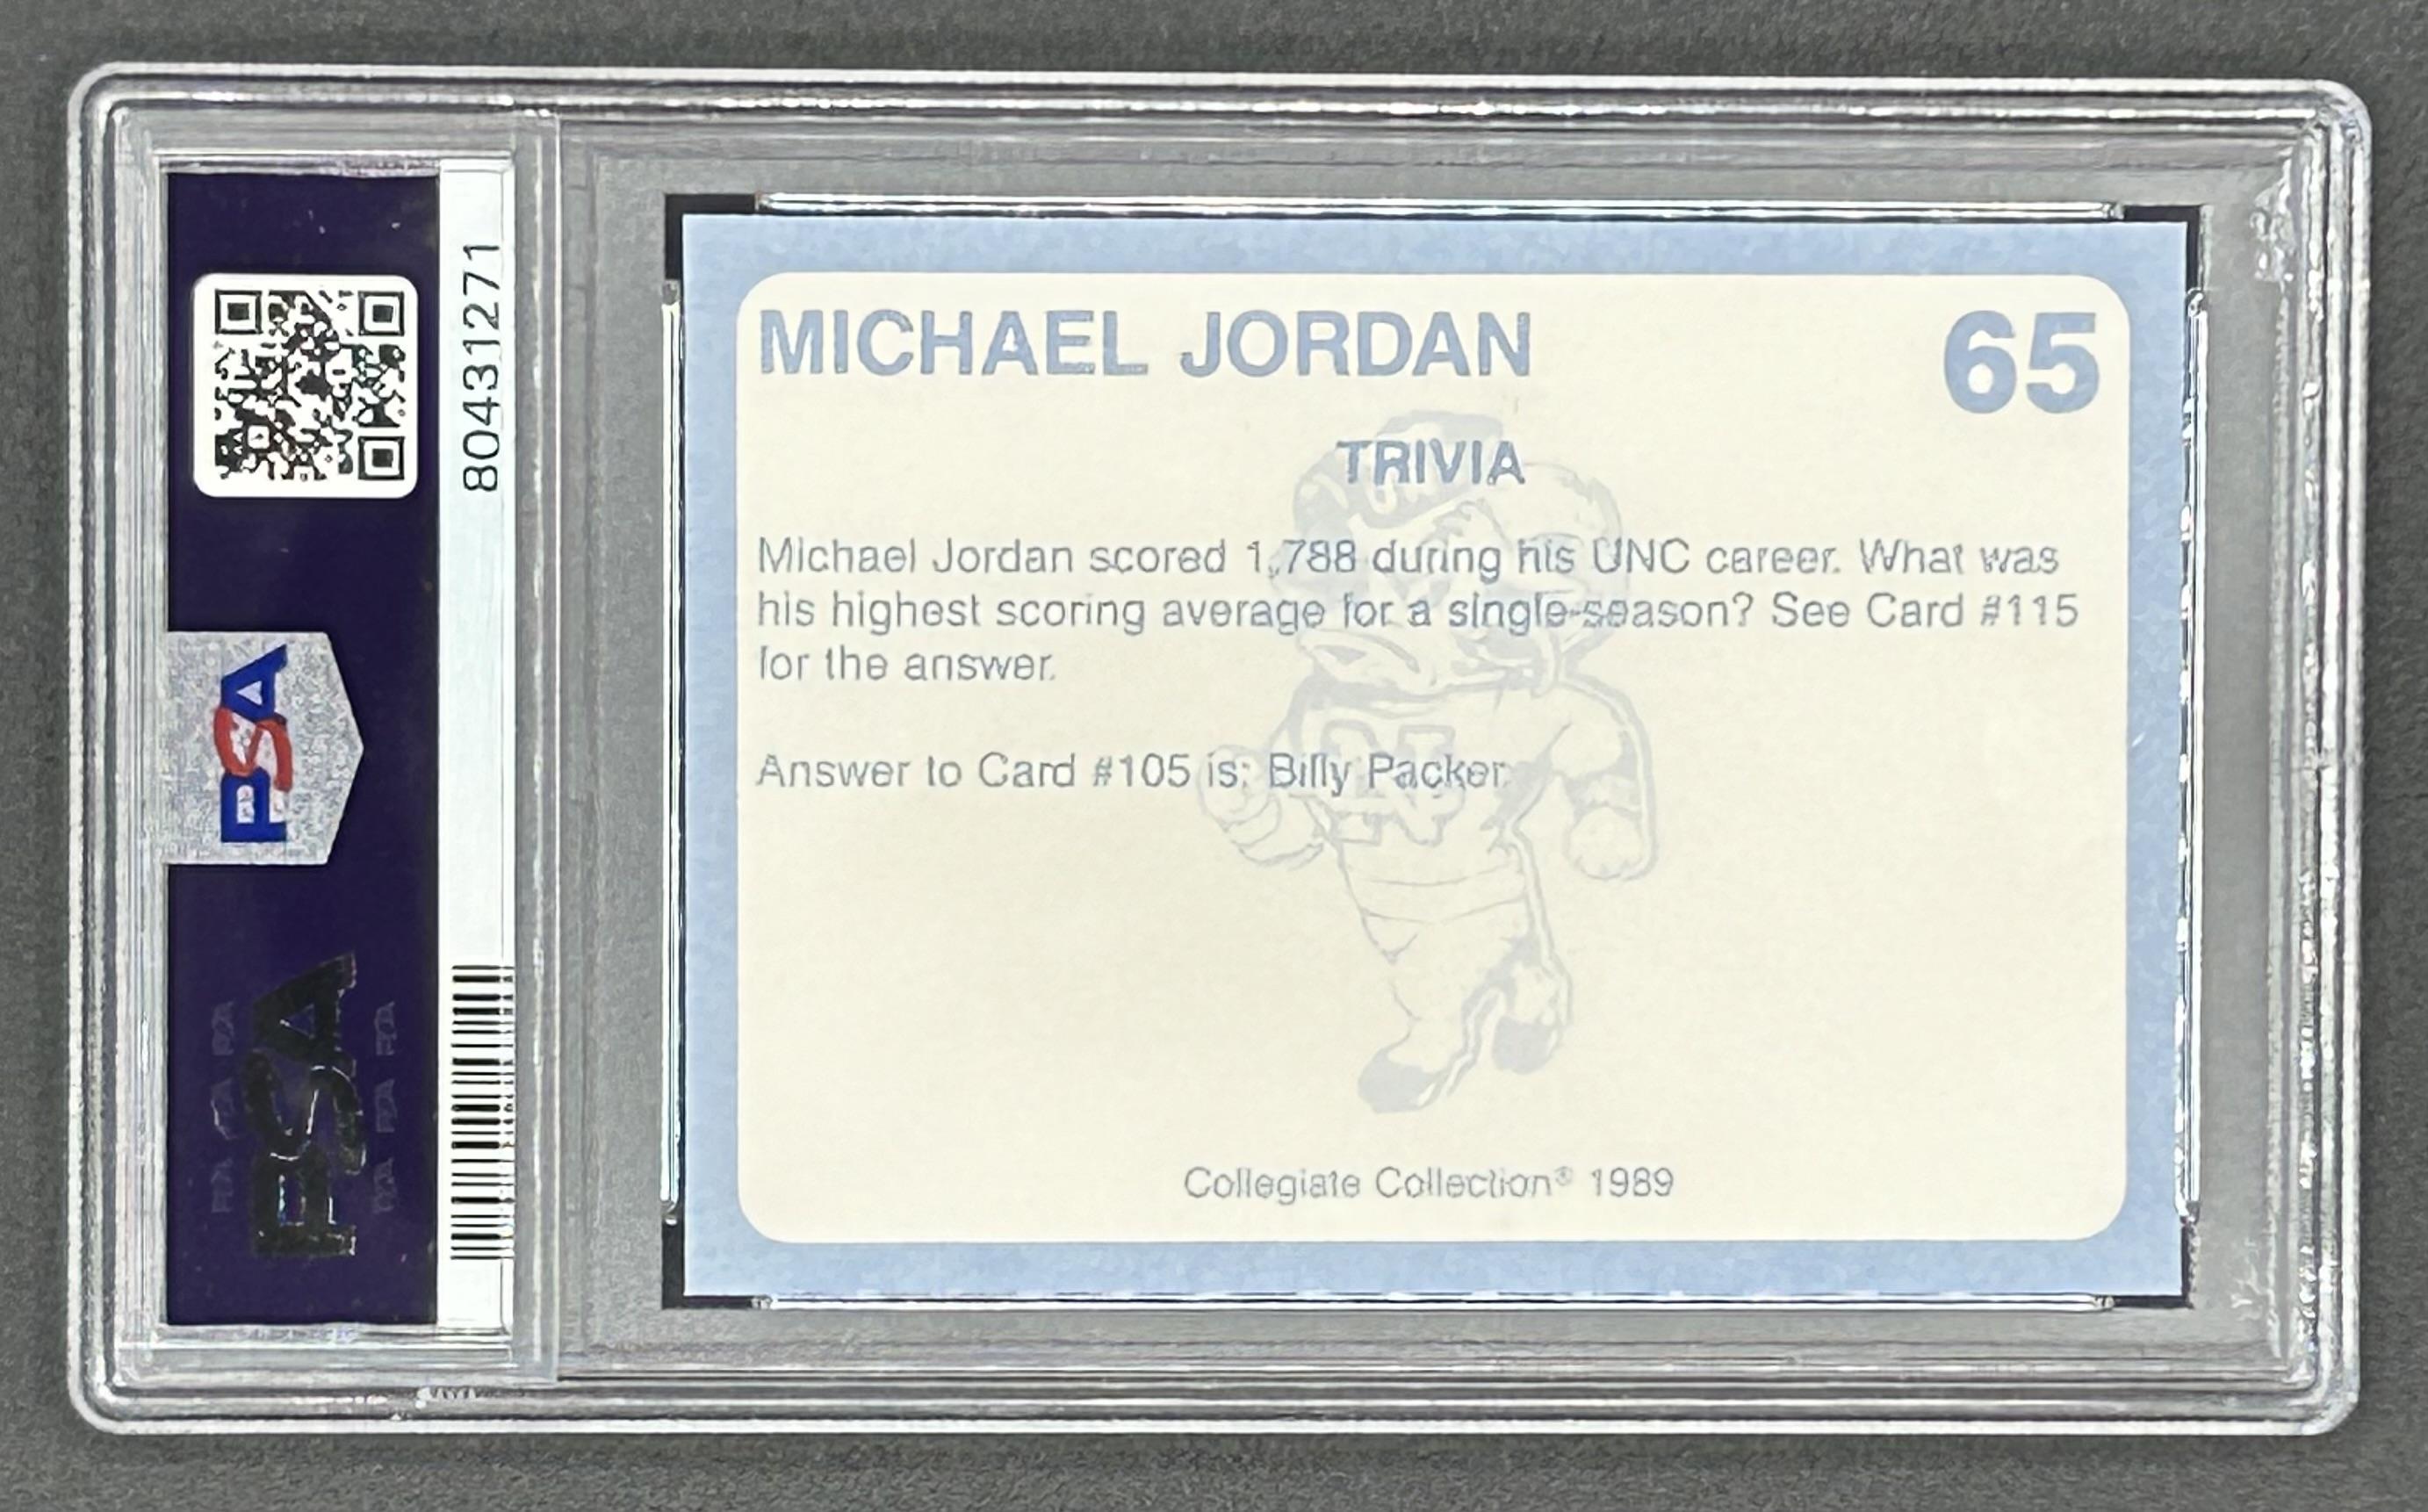 80431271
PSA
PSA
MICHAEL JORDAN
65
TRIVIA
Michael Jordan scored 1,788 during his UNC career. What was
his highest scoring average for a single-season? See Card #115
for the answer.
Answer to Card #105 is: Billy Packer.
Collegiate Collection® 1989